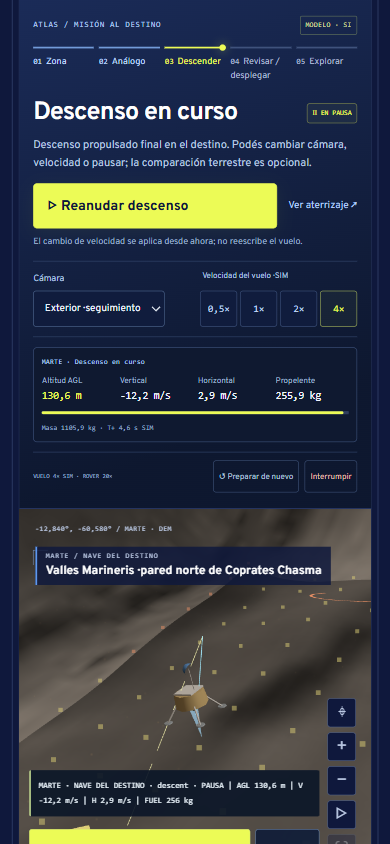 ATLAS / MISIÓN AL DESTINO
MODELO · SI
01 Zona
02 Análogo
03 Descender
04 Revisar / desplegar
05 Explorar
Descenso en curso
II EN PAUSA
Descenso propulsado final en el destino. Podés cambiar cámara,
velocidad o pausar; la comparación terrestre es opcional.
▷ Reanudar descenso
Ver aterrizaje ↗
El cambio de velocidad se aplica desde ahora; no reescribe el vuelo.
Cámara
Velocidad del vuelo ·SIM
Exterior ·seguimiento
0,5×
1×
2×
4×
MARTE · Descenso en curso
Altitud AGL
Vertical
Horizontal
Propelente
130,6 m
-12,2 m/s
2,9 m/s
255,9 kg
Masa 1105,9 kg · T+ 4,6 s SIM
VUELO 4× SIM · ROVER 20×
↺ Preparar de nuevo
Interrumpir
-12,840°, -60,580° / MARTE · DEM
MARTE / NAVE DEL DESTINO
Valles Marineris ·pared norte de Coprates Chasma
+
−
MARTE · NAVE DEL DESTINO · descent · PAUSA | AGL 130,6 m | V
-12,2 m/s | H 2,9 m/s | FUEL 256 kg